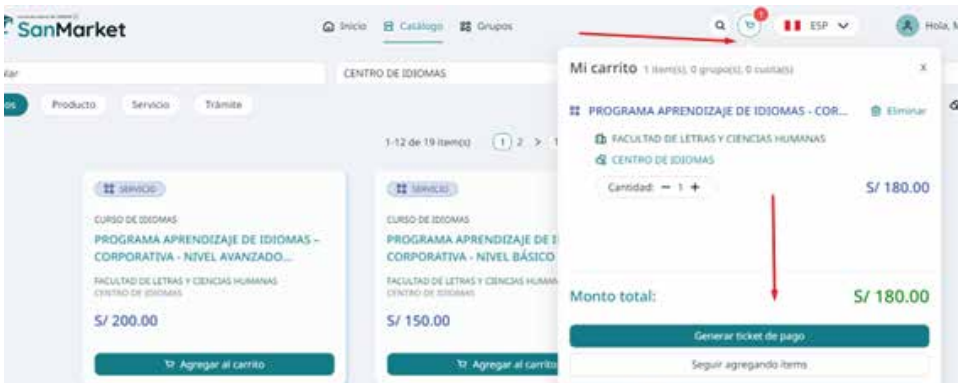 SanMarket
Inicio
Catálogo
Grupos
1
ESP
Hola,
CENTRO DE IDIOMAS
Producto
Servicio
Trámite
1-12 de 19 item(s)
1
2
>
SERVICIO
CURSO DE IDIOMAS
PROGRAMA APRENDIZAJE DE IDIOMAS –
CORPORATIVA - NIVEL AVANZADO...
FACULTAD DE LETRAS Y CIENCIAS HUMANAS
CENTRO DE IDIOMAS
S/ 200.00
Agregar al carrito
SERVICIO
CURSO DE IDIOMAS
PROGRAMA APRENDIZAJE DE
CORPORATIVA - NIVEL BÁSICO
FACULTAD DE LETRAS Y CIENCIAS
CENTRO DE IDIOMAS
S/ 150.00
Agregar al carrito
Mi carrito 1 item(s), 0 grupo(s), 0 cuota(s)
x
PROGRAMA APRENDIZAJE DE IDIOMAS - COR...
Eliminar
FACULTAD DE LETRAS Y CIENCIAS HUMANAS
CENTRO DE IDIOMAS
Cantidad: − 1 +
S/ 180.00
Monto total:
S/ 180.00
Generar ticket de pago
Seguir agregando items